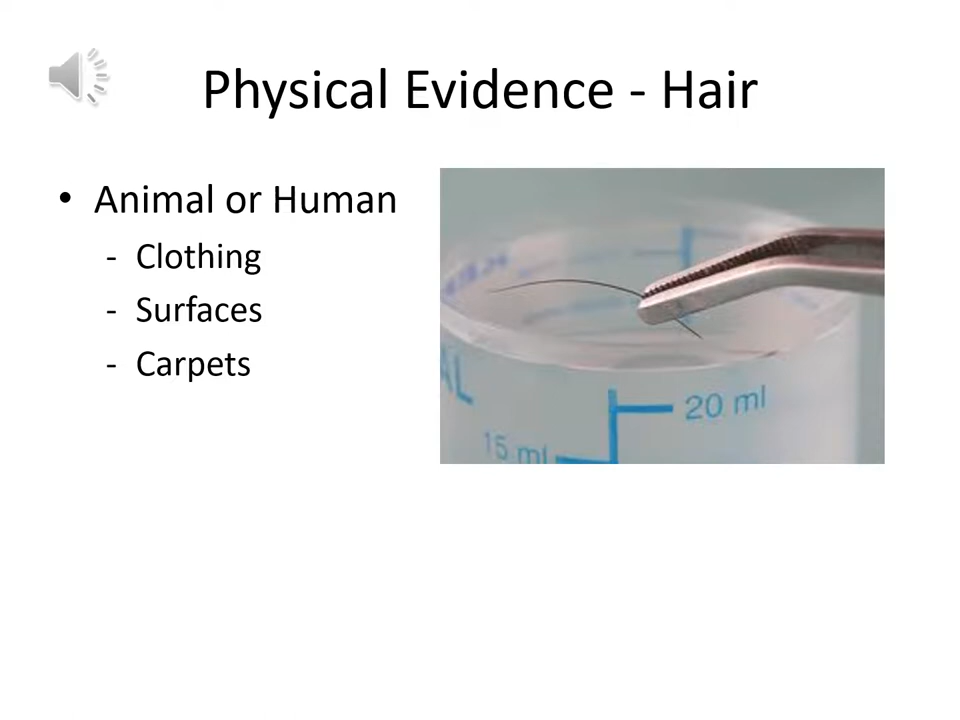 Physical Evidence - Hair
• Animal or Human
- Clothing
- Surfaces
- Carpets
20 ml
15 ml